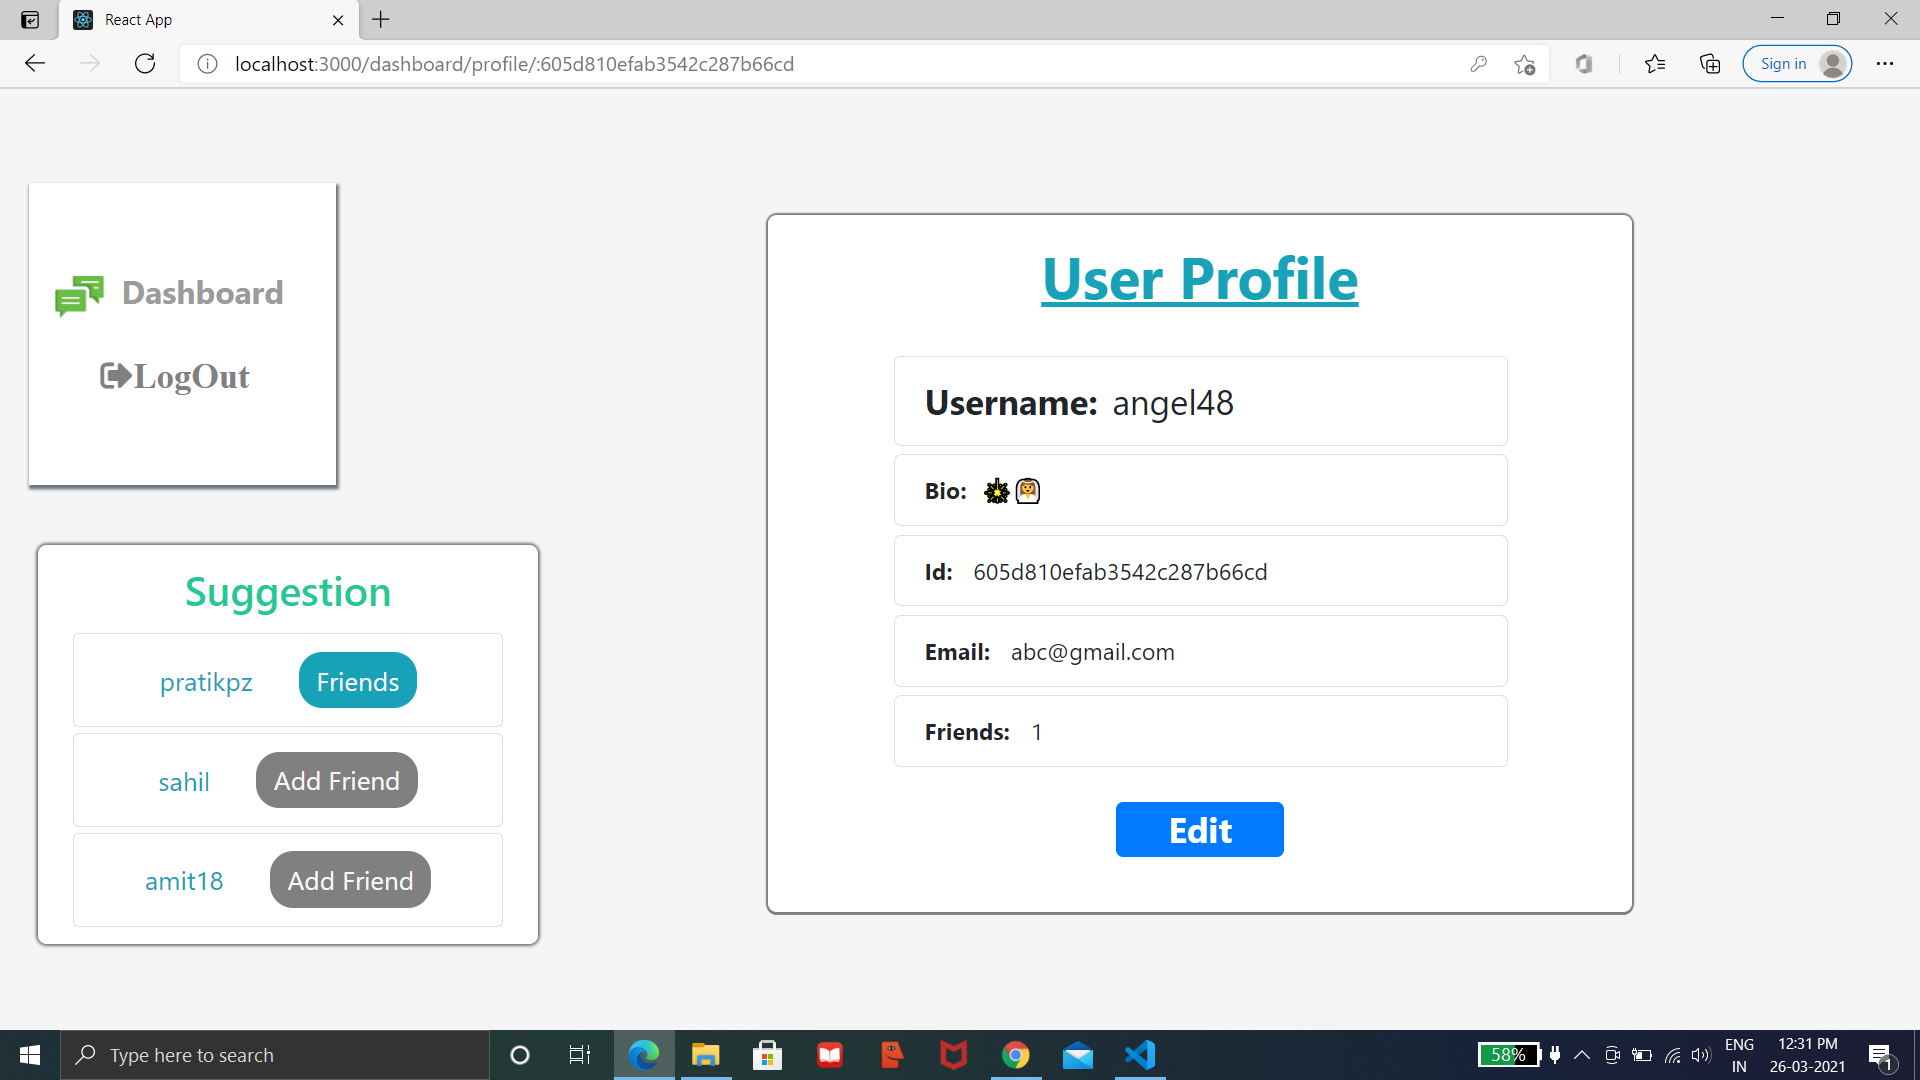 React App
localhost:3000/dashboard/profile/:605d810efab3542c287b66cd
Sign in
Dashboard
LogOut
Suggestion
pratikpz Friends
sahil Add Friend
amit18 Add Friend
User Profile
Username: angel48
Bio:
Id: 605d810efab3542c287b66cd
Email: abc@gmail.com
Friends: 1
Edit
Type here to search
58%
ENG
IN
12:31 PM
26-03-2021
1